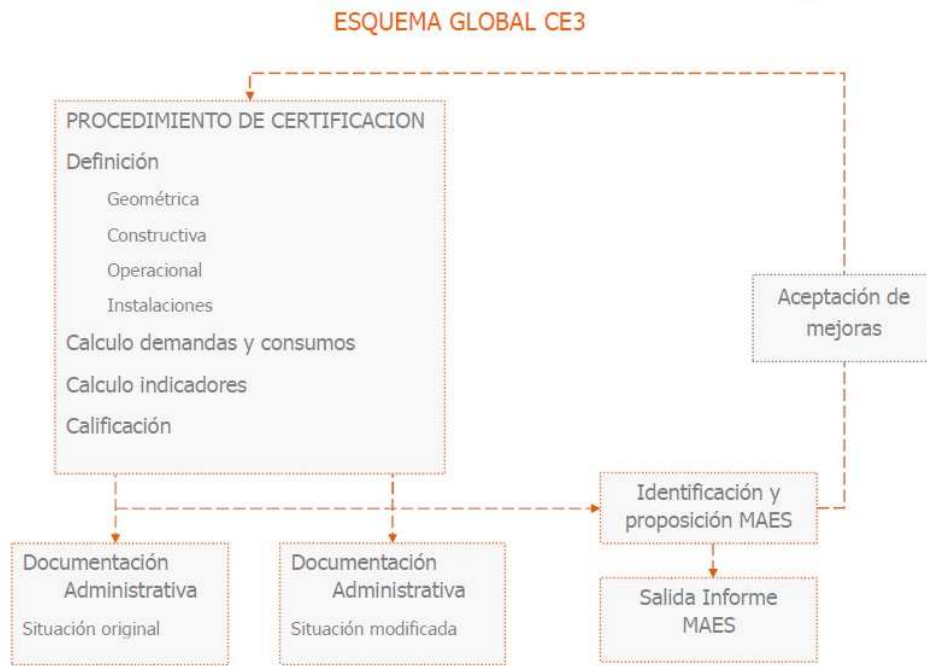 ESQUEMA GLOBAL CE3
PROCEDIMIENTO DE CERTIFICACION
Definición
Geométrica
Constructiva
Operacional
Instalaciones
Calculo demandas y consumos
Calculo indicadores
Calificación
Aceptación de
mejoras
Identificación y
proposición MAES
Documentación
Administrativa
Situación original
Documentación
Administrativa
Situación modificada
Salida Informe
MAES